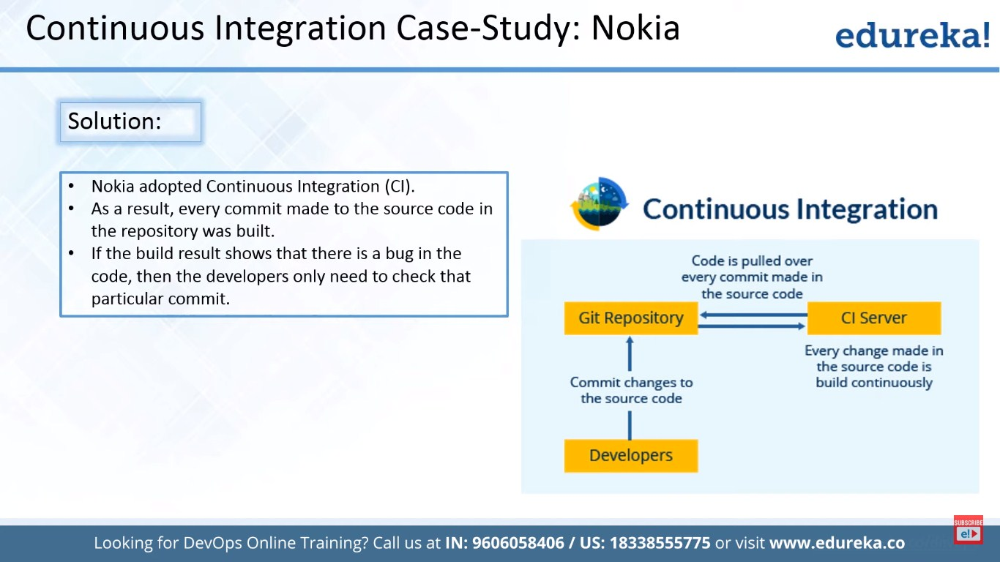 Continuous Integration Case-Study: Nokia
edureka!
Solution:
• Nokia adopted Continuous Integration (CI).
• As a result, every commit made to the source code in
the repository was built.
• If the build result shows that there is a bug in the
code, then the developers only need to check that
particular commit.
Continuous Integration
Code is pulled over
every commit made in
the source code
Git Repository
CI Server
Every change made in
the source code is
build continuously
Commit changes to
the source code
Developers
SUBSCRIBE
e!
Looking for DevOps Online Training? Call us at IN: 9606058406 / US: 18338555775 or visit www.edureka.co